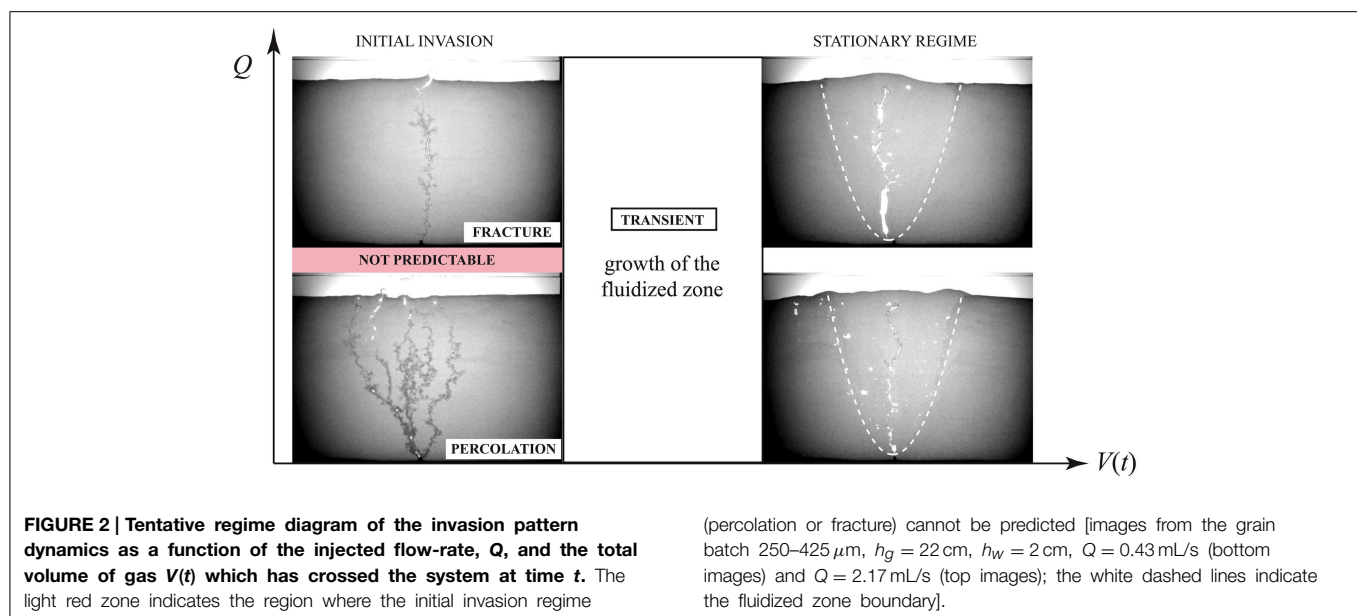 INITIAL INVASION
STATIONARY REGIME
Q
FRACTURE
NOT PREDICTABLE
TRANSIENT
growth of the
fluidized zone
PERCOLATION
V(t)
FIGURE 2 | Tentative regime diagram of the invasion pattern
dynamics as a function of the injected flow-rate, Q, and the total
volume of gas V(t) which has crossed the system at time t. The
light red zone indicates the region where the initial invasion regime
(percolation or fracture) cannot be predicted [images from the grain
batch 250–425 μm, hg = 22 cm, hw = 2 cm, Q = 0.43 mL/s (bottom
images) and Q = 2.17 mL/s (top images); the white dashed lines indicate
the fluidized zone boundary].